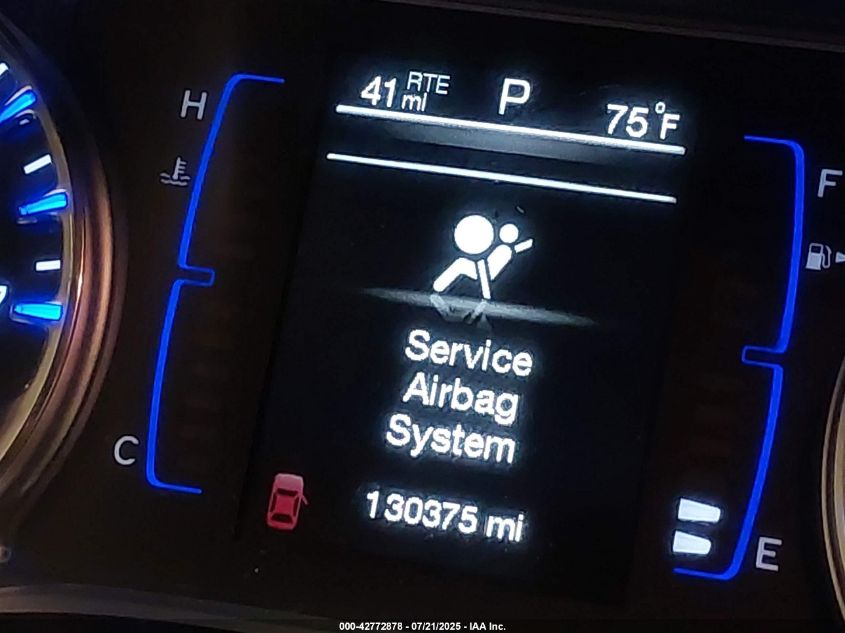 41 RTE mi P 75°F
H
F
Service
Airbag
System
C
130375 mi
E
000-42772878 - 07/21/2025 - IAA Inc.